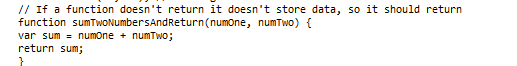 // If a function doesn't return it doesn't store data, so it should return
function sumTwoNumbersAndReturn(numOne, numTwo) {
var sum = numOne + numTwo;
return sum;
}